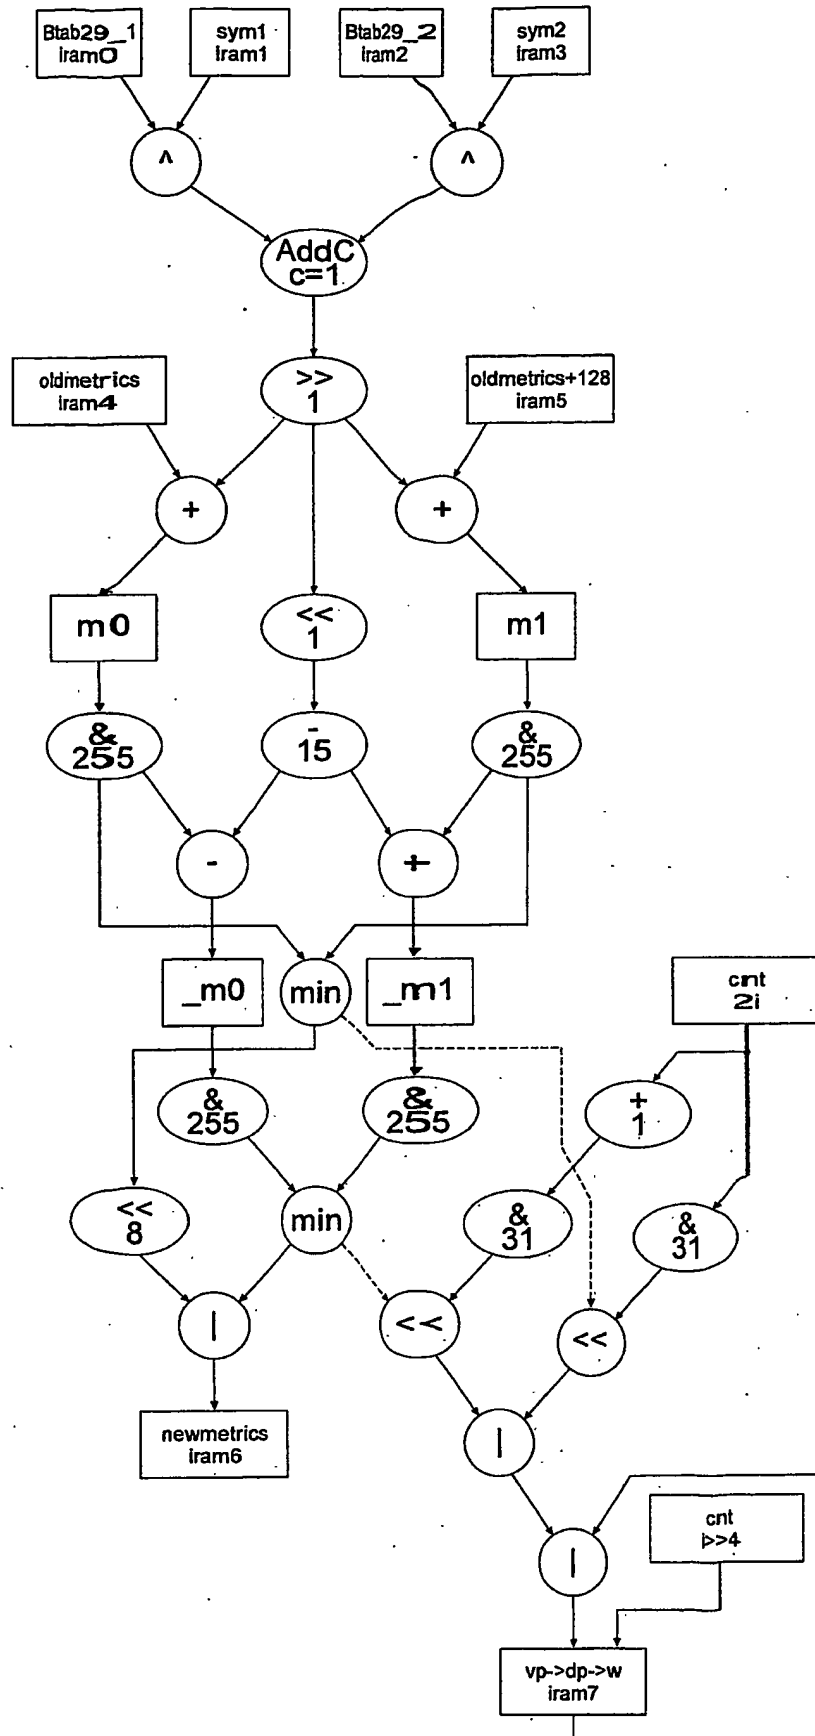 Btab29_1
iram0
sym1
iram1
Btab29_2
iram2
sym2
iram3
^
^
AddC
c=1
oldmetrics
iram4
>>
1
oldmetrics+128
iram5
+
+
m0
<<
1
m1
&
255
-
15
&
255
-
+
_m0
min
_m1
cnt
2i
&
255
&
255
+
1
<<
8
min
&
31
&
31
|
<<
<<
newmetrics
iram6
|
cnt
i>>4
|
vp->dp->w
iram7